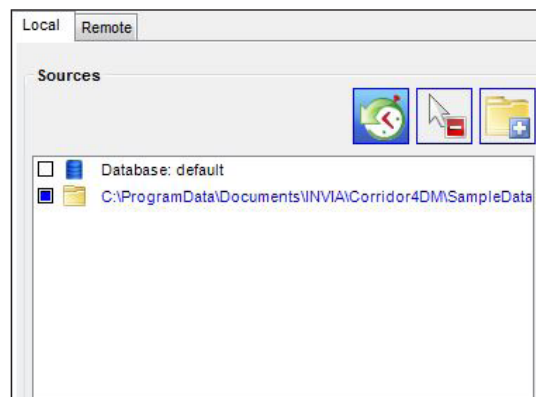 Local
Remote
Sources
Database: default
C:\ProgramData\Documents\INVIA\Corridor4DM\SampleData